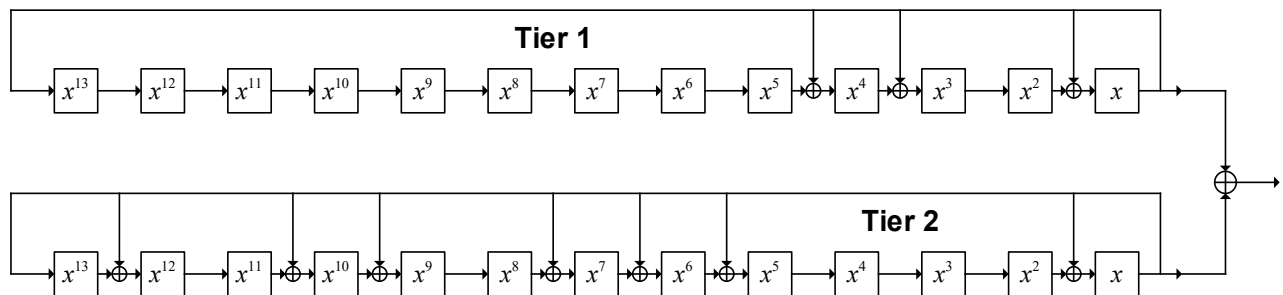 Tier 1
x¹³ x¹² x¹¹ x¹⁰ x⁹ x⁸ x⁷ x⁶ x⁵ x⁴ x³ x² x
Tier 2
x¹³ x¹² x¹¹ x¹⁰ x⁹ x⁸ x⁷ x⁶ x⁵ x⁴ x³ x² x